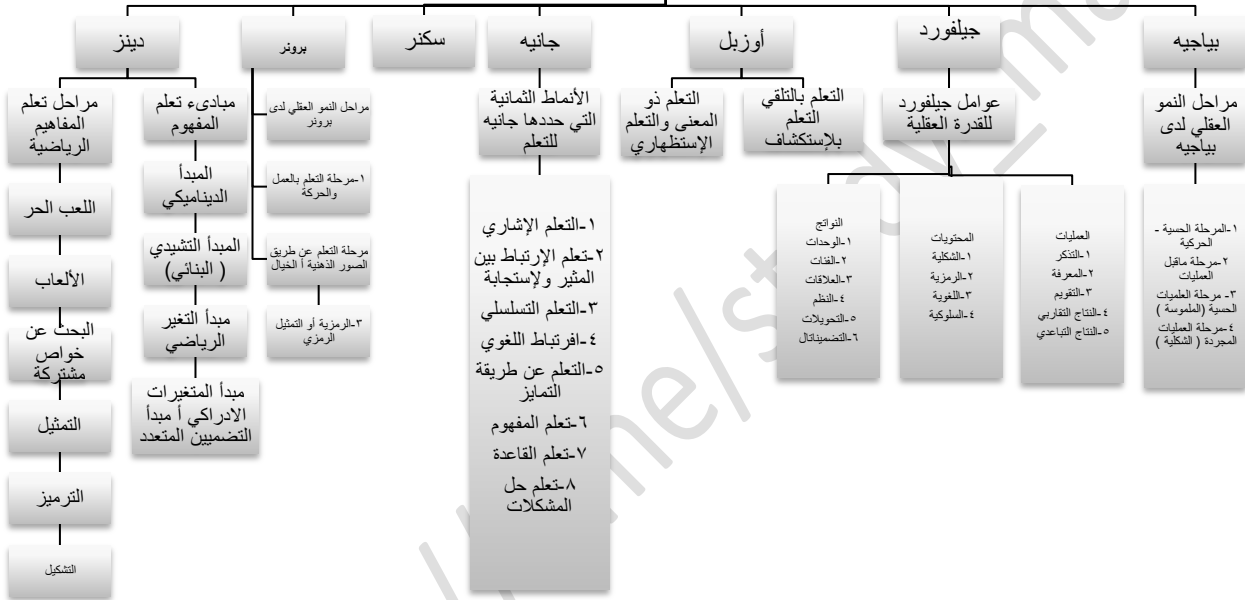 بياجيه
مراحل النمو
العقلي لدى
بياجيه
١-المرحلة الحسية -
الحركية
٢-مرحلة ماقبل
العمليات
٣- مرحلة العلميات
الحسية (الملموسة )
٤-مرحلة العمليات
المجردة ( الشكلية )
جيلفورد
عوامل جيلفورد
للقدرة العقلية
العمليات
١-التذكر
٢-المعرفة
٣-التقويم
٤-النتاج التقاربي
٥-النتاج التباعدي
المحتويات
١-الشكلية
٢-الرمزية
٣-اللغوية
٤-السلوكية
النواتج
١-الوحدات
٢-الفئات
٣-العلاقات
٤-النظم
٥-التحويلات
٦-التضميناتال
أوزبل
التعلم بالتلقي
التعلم
بلإستكشاف
التعلم ذو
المعنى والتعلم
الإستظهاري
جانيه
الأنماط الثمانية
التي حددها جانيه
للتعلم
١-التعلم الإشاري
٢-تعلم الإرتباط بين
المثير ولإستجابة
٣-التعلم التسلسلي
٤-افرتباط اللغوي
٥-التعلم عن طريقة
التمايز
٦-تعلم المفهوم
٧-تعلم القاعدة
٨-تعلم حل
المشكلات
سكنر
برونر
مراحل النمو العقلي لدى
برونر
١-مرحلة التعلم بالعمل
والحركة
مرحلة التعلم عن طريق
الصور الذهنية أ الخيال
٣-الرمزية أو التمثيل
الرمزي
دينز
مبادىء تعلم
المفهوم
المبدأ
الديناميكي
المبدأ التشيدي
( البنائي)
مبدأ التغير
الرياضي
مبدأ المتغيرات
الادراكي أ مبدأ
التضميين المتعدد
مراحل تعلم
المفاهيم
الرياضية
اللعب الحر
الألعاب
البحث عن
خواص
مشتركة
التمثيل
الترميز
التشكيل
/me/study_ma